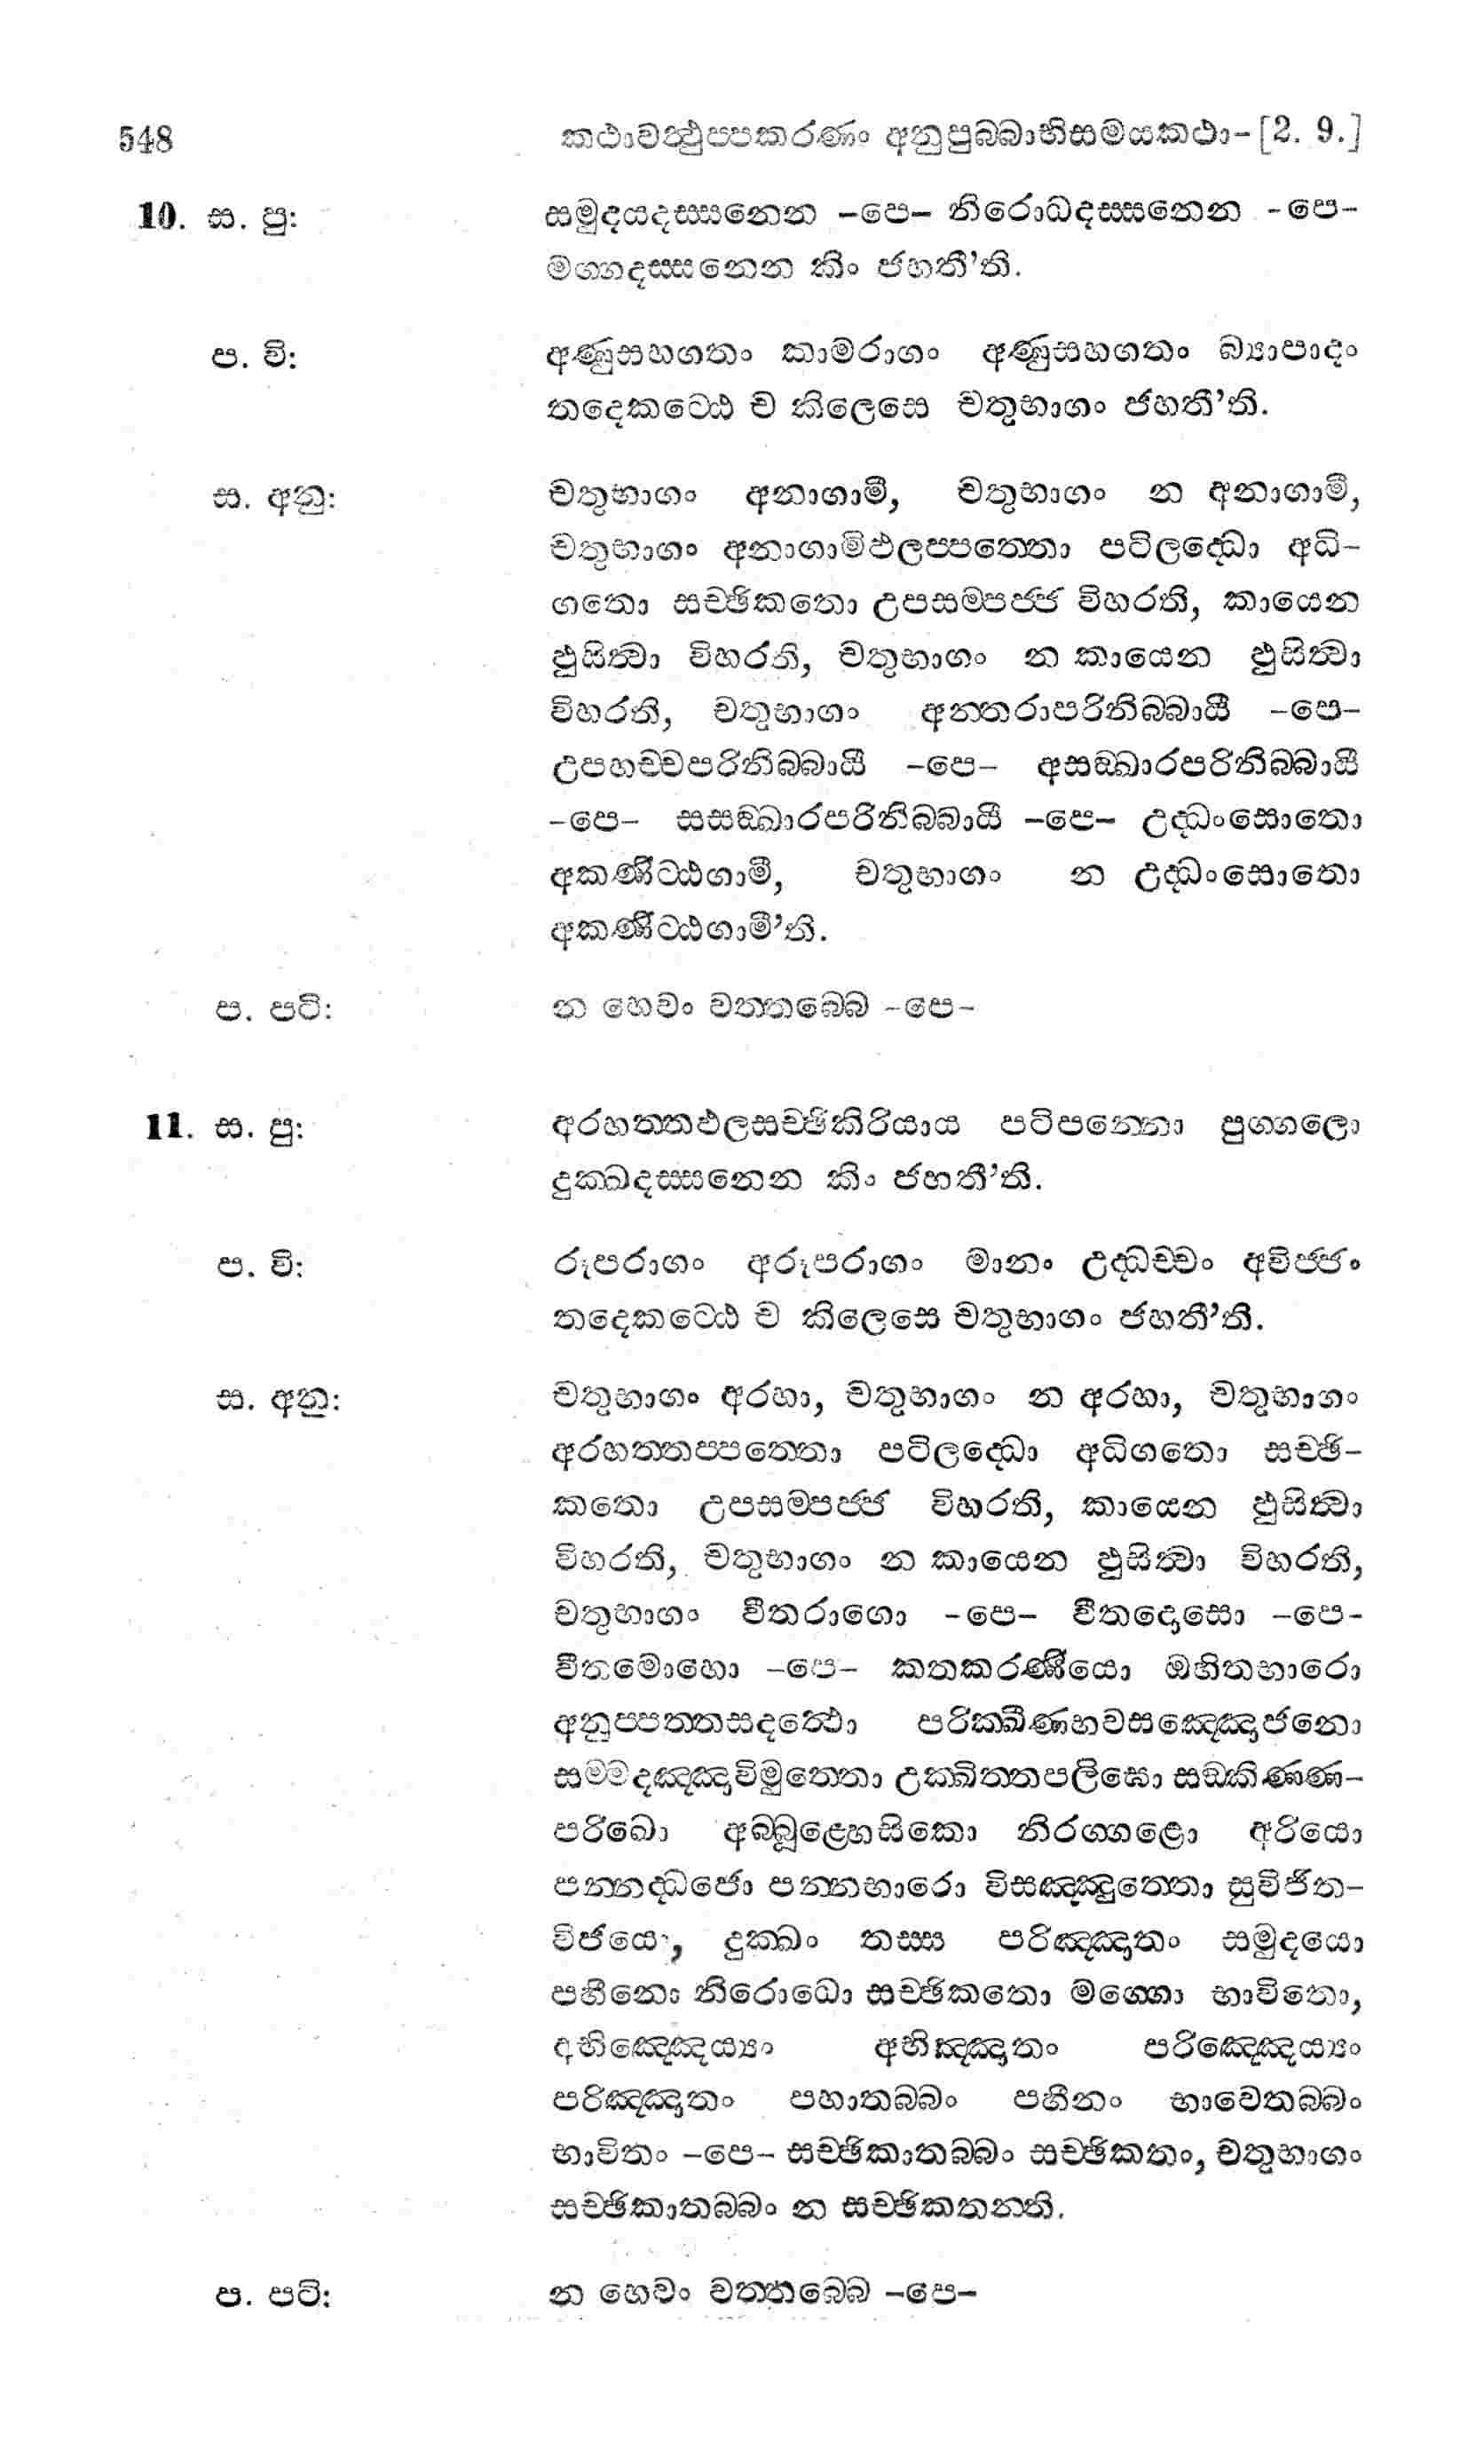 548 කථාවත්‍ථුප්පකරණං අනුපුබ්බාභිසමයකථා-[2. 9.]
10. ස. පු: සමුදයදස්සනෙන -පෙ- නිරොධදස්සනෙන -පෙ-
මග්ගදස්සනෙන කිං ජහතී’ති.
ප. වි: අණුසහගතං කාමරාගං අණුසහගතං බ්‍යාපාදං
තදෙකට්ඨෙ ච කිලෙසෙ චතුභාගං ජහතී’ති.
ස. අනු: චතුභාගං අනාගාමී, චතුභාගං න අනාගාමී,
චතුභාගං අනාගාමිඵලප්පත්තො පටිලද්ධො අධි-
ගතො සච්ඡිකතො උපසම්පජ්ජ විහරති, කායෙන
ඵුසිත්‍වා විහරති, චතුභාගං න කායෙන ඵුසිත්‍වා
විහරති, චතුභාගං අන්තරාපරිනිබ්බායී -පෙ-
උපහච්චපරිනිබ්බායී -පෙ- අසඞ්ඛාරපරිනිබ්බායී
-පෙ- සසඞ්ඛාරපරිනිබ්බායී -පෙ- උද්ධංසොතො
අකණිට්ඨගාමී, චතුභාගං න උද්ධංසොතො
අකණිට්ඨගාමී’ති.
ප. පටි: න හෙවං වත්තබ්බෙ -පෙ-
11. ස. පු: අරහත්තඵලසච්ඡිකිරියාය පටිපන්නො පුග්ගලො
දුක්ඛදස්සනෙන කිං ජහතී’ති.
ප. වි: රූපරාගං අරූපරාගං මානං උද්ධච්චං අවිජ්ජං
තදෙකට්ඨෙ ච කිලෙසෙ චතුභාගං ජහතී’ති.
ස. අනු: චතුභාගං අරහා, චතුභාගං න අරහා, චතුභාගං
අරහත්තප්පත්තො පටිලද්ධො අධිගතො සච්ඡි-
කතො උපසම්පජ්ජ විහරති, කායෙන ඵුසිත්‍වා
විහරති, චතුභාගං න කායෙන ඵුසිත්‍වා විහරති,
චතුභාගං වීතරාගො -පෙ- වීතදොසො -පෙ-
වීතමොහො -පෙ- කතකරණීයො ඔහිතභාරො
අනුප්පත්තසදත්‍ථො පරික්ඛීණභවසඤ්ඤොජනො
සම්මදඤ්ඤාවිමුත්තො උක්ඛිත්තපලිඝො සඞ්කිණ්ණ-
පරිඛො අබ්බූළ්හෙසිකො නිරග්ගළො අරියො
පන්නද්ධජො පන්නභාරො විසඤ්ඤුත්තො සුවිජිත-
විජයො, දුක්ඛං තස්ස පරිඤ්ඤාතං සමුදයො
පහීනො නිරොධො සච්ඡිකතො මග්ගො භාවිතො,
අභිඤ්ඤෙය්‍යං අභිඤ්ඤාතං පරිඤ්ඤෙය්‍යං
පරිඤ්ඤාතං පහාතබ්බං පහීනං භාවෙතබ්බං
භාවිතං -පෙ- සච්ඡිකාතබ්බං සච්ඡිකතං, චතුභාගං
සච්ඡිකාතබ්බං න සච්ඡිකතන්ති.
ප. පටි: න හෙවං වත්තබ්බෙ -පෙ-